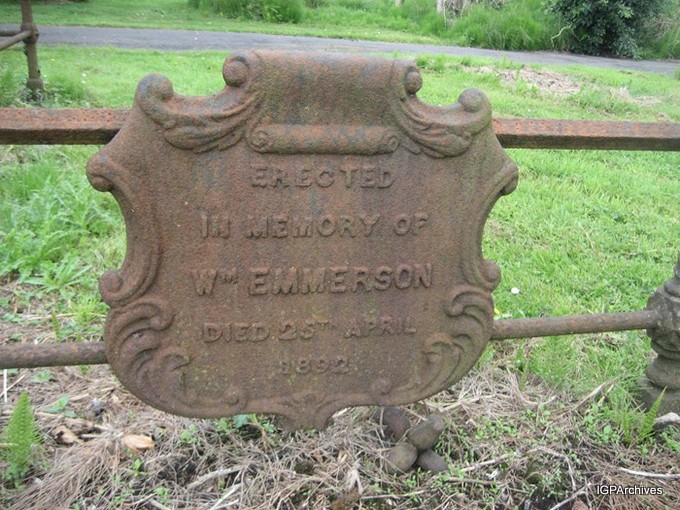 ERECTED
IN MEMORY OF
Wᴹ EMMERSON
DIED 25TH APRIL
1892
IGPArchives